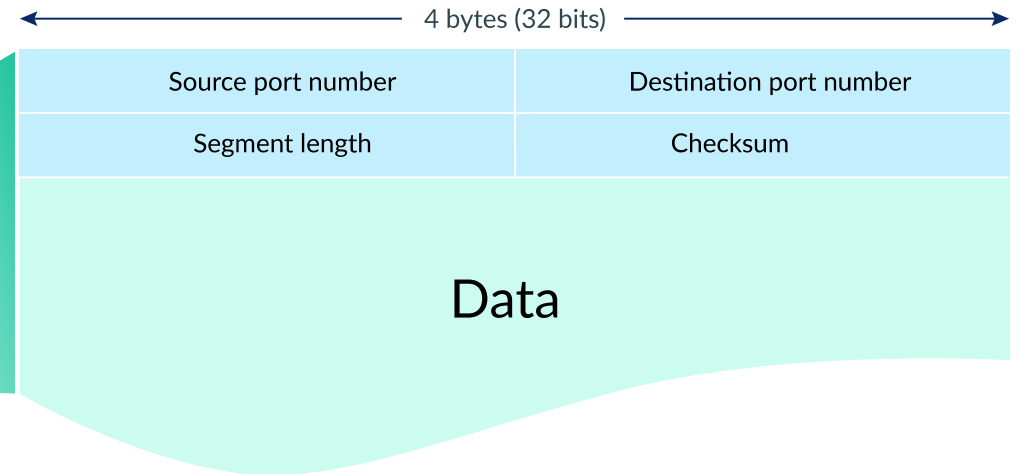 4 bytes (32 bits)
Source port number
Destination port number
Segment length
Checksum
Data